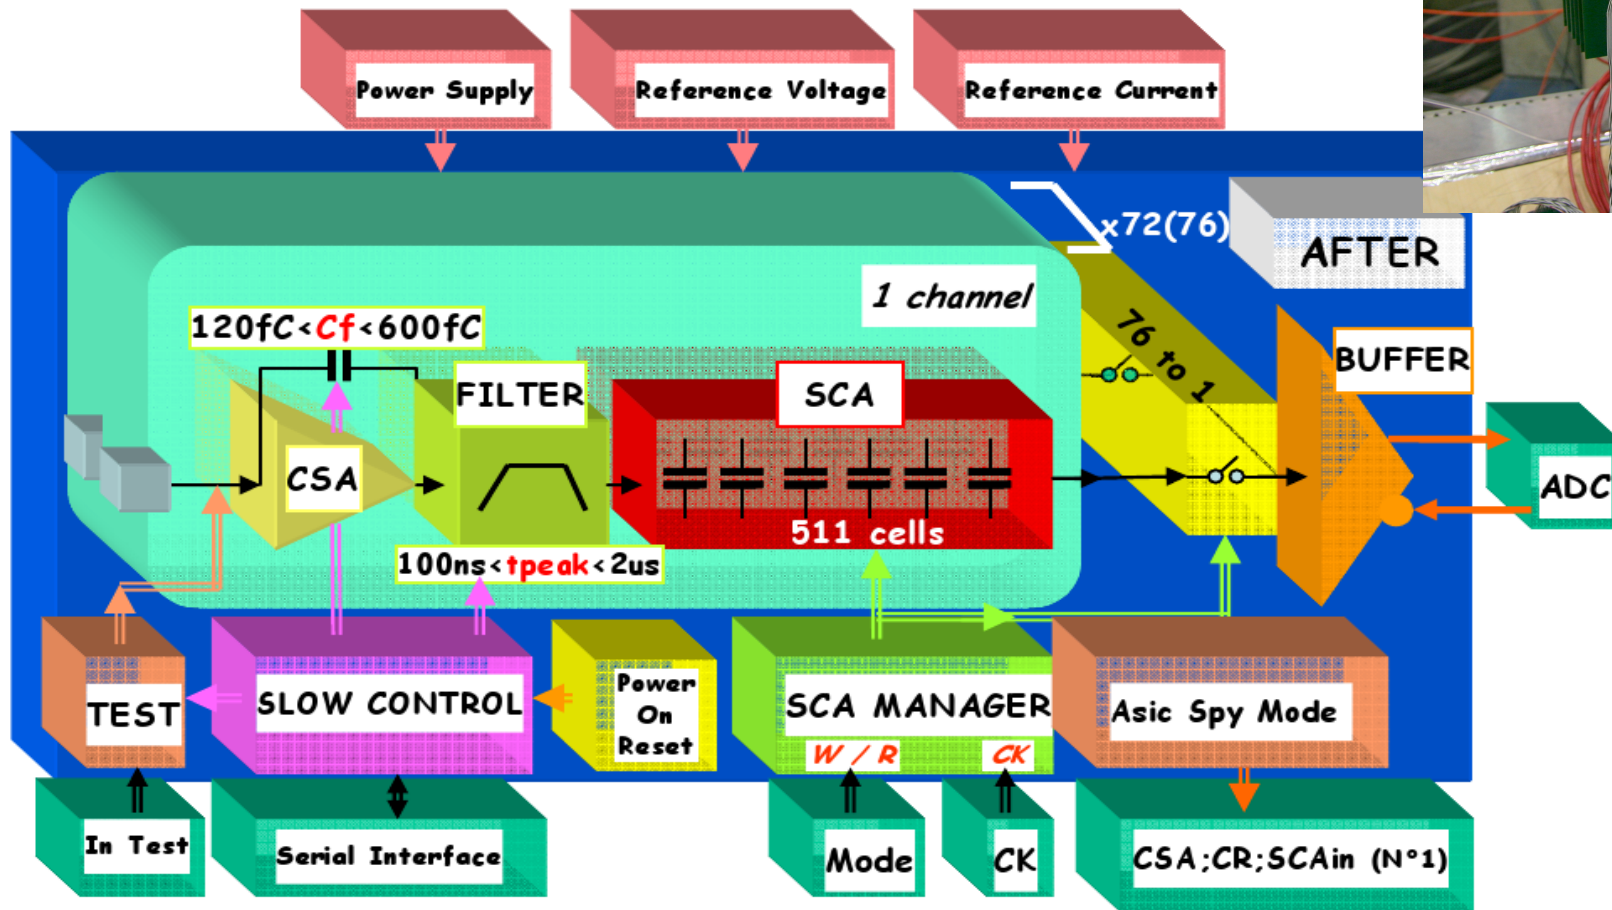 Power Supply
Reference Voltage
Reference Current
x72(76)
AFTER
1 channel
120fC<Cf<600fC
76 to 1
BUFFER
FILTER
SCA
CSA
ADC
511 cells
100ns<tpeak<2us
TEST
SLOW CONTROL
Power
On
Reset
SCA MANAGER
W / R
CK
Asic Spy Mode
In Test
Serial Interface
Mode
CK
CSA;CR;SCAin (N°1)